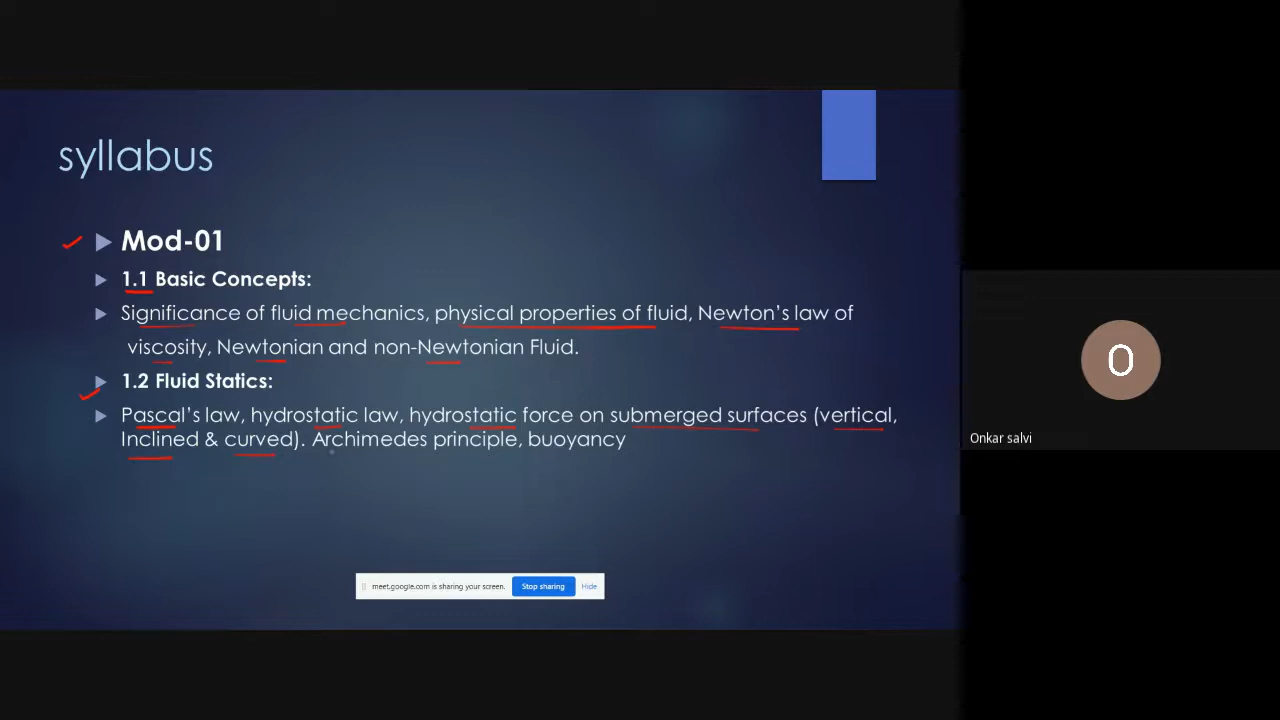 syllabus
Mod-01
1.1 Basic Concepts:
Significance of fluid mechanics, physical properties of fluid, Newton's law of
viscosity, Newtonian and non-Newtonian Fluid.
1.2 Fluid Statics:
Pascal's law, hydrostatic law, hydrostatic force on submerged surfaces (vertical,
Inclined & curved). Archimedes principle, buoyancy
meet.google.com is sharing your screen. Stop sharing Hide
O
Onkar salvi